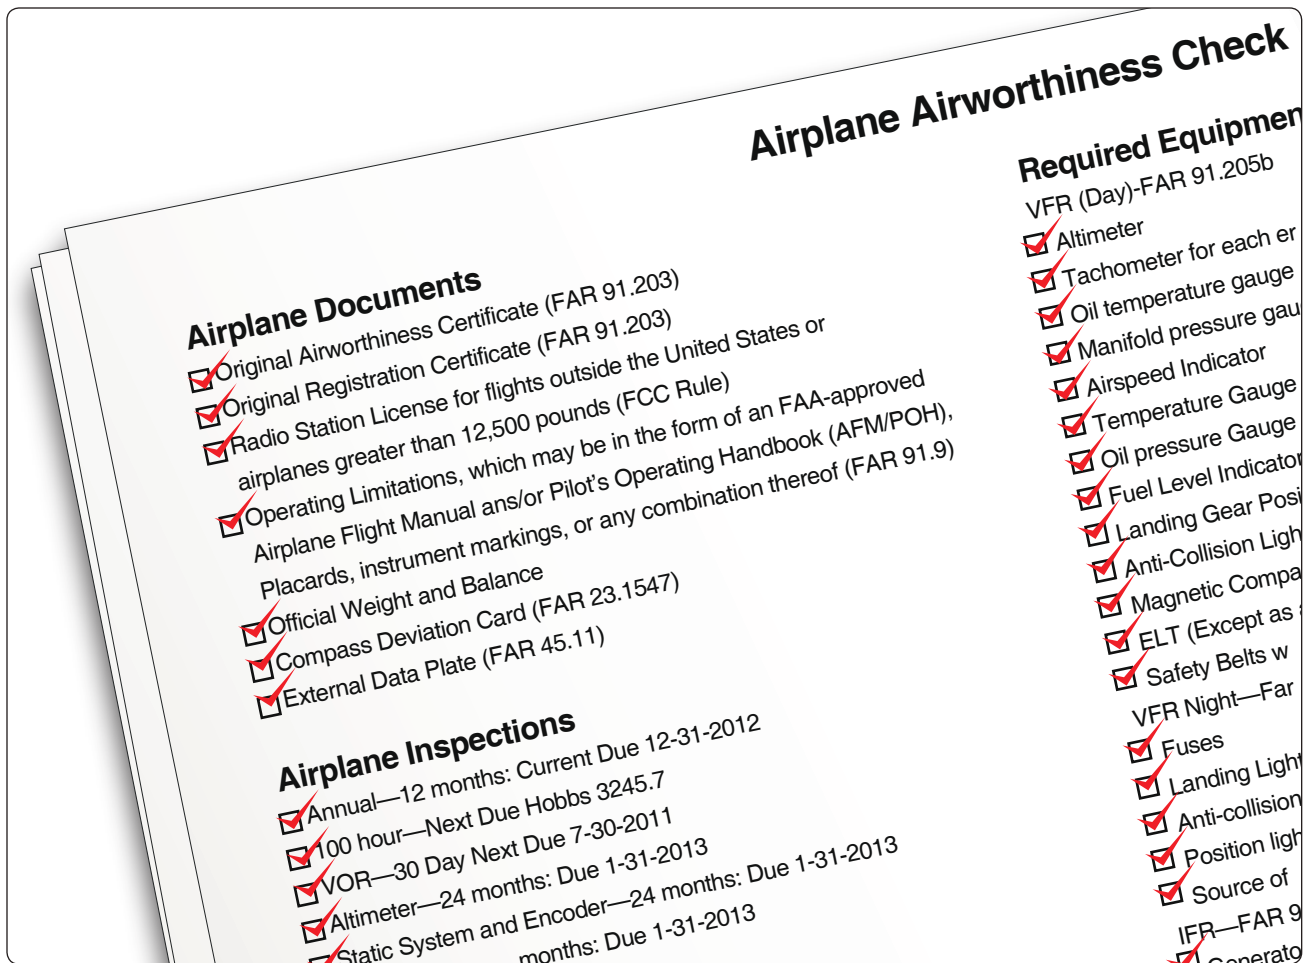 Airplane Airworthiness Check
Airplane Documents
Original Airworthiness Certificate (FAR 91.203)
Original Registration Certificate (FAR 91.203)
Radio Station License for flights outside the United States or
airplanes greater than 12,500 pounds (FCC Rule)
Operating Limitations, which may be in the form of an FAA-approved
Airplane Flight Manual ans/or Pilot's Operating Handbook (AFM/POH),
Placards, instrument markings, or any combination thereof (FAR 91.9)
Official Weight and Balance
Compass Deviation Card (FAR 23.1547)
External Data Plate (FAR 45.11)
Airplane Inspections
Annual—12 months: Current Due 12-31-2012
100 hour—Next Due Hobbs 3245.7
VOR—30 Day Next Due 7-30-2011
Altimeter—24 months: Due 1-31-2013
Static System and Encoder—24 months: Due 1-31-2013
months: Due 1-31-2013
Required Equipmen
VFR (Day)-FAR 91.205b
Altimeter
Tachometer for each er
Oil temperature gauge
Manifold pressure gau
Airspeed Indicator
Temperature Gauge
Oil pressure Gauge
Fuel Level Indicator
Landing Gear Posi
Anti-Collision Ligh
Magnetic Compa
ELT (Except as
Safety Belts w
VFR Night—Far
Fuses
Landing Light
Anti-collision
Position ligh
Source of
IFR—FAR 9
Generato